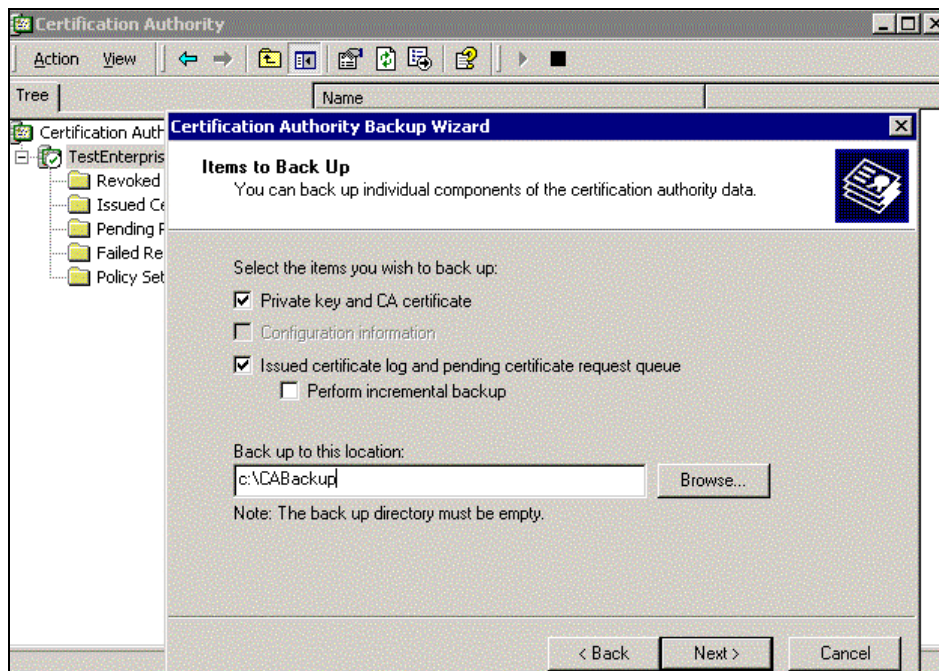 Certification Authority
Action View
Tree
Name
Certification Auth
TestEnterpris
Revoked
Issued Ce
Pending F
Failed Re
Policy Set
Certification Authority Backup Wizard
Items to Back Up
You can back up individual components of the certification authority data.
Select the items you wish to back up:
Private key and CA certificate
Configuration information
Issued certificate log and pending certificate request queue
Perform incremental backup
Back up to this location:
c:\CABackup
Browse...
Note: The back up directory must be empty.
< Back Next > Cancel